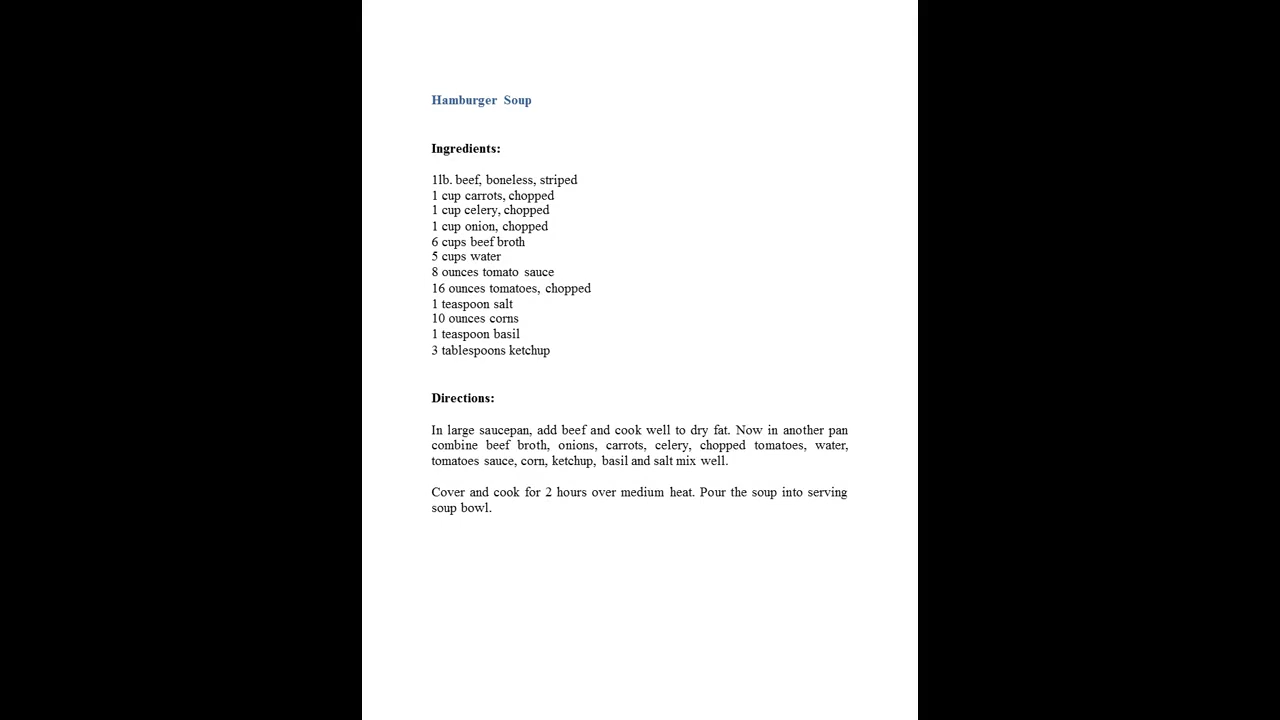 Hamburger Soup
Ingredients:
1lb. beef, boneless, striped
1 cup carrots, chopped
1 cup celery, chopped
1 cup onion, chopped
6 cups beef broth
5 cups water
8 ounces tomato sauce
16 ounces tomatoes, chopped
1 teaspoon salt
10 ounces corns
1 teaspoon basil
3 tablespoons ketchup
Directions:
In large saucepan, add beef and cook well to dry fat. Now in another pan
combine beef broth, onions, carrots, celery, chopped tomatoes, water,
tomatoes sauce, corn, ketchup, basil and salt mix well.
Cover and cook for 2 hours over medium heat. Pour the soup into serving
soup bowl.